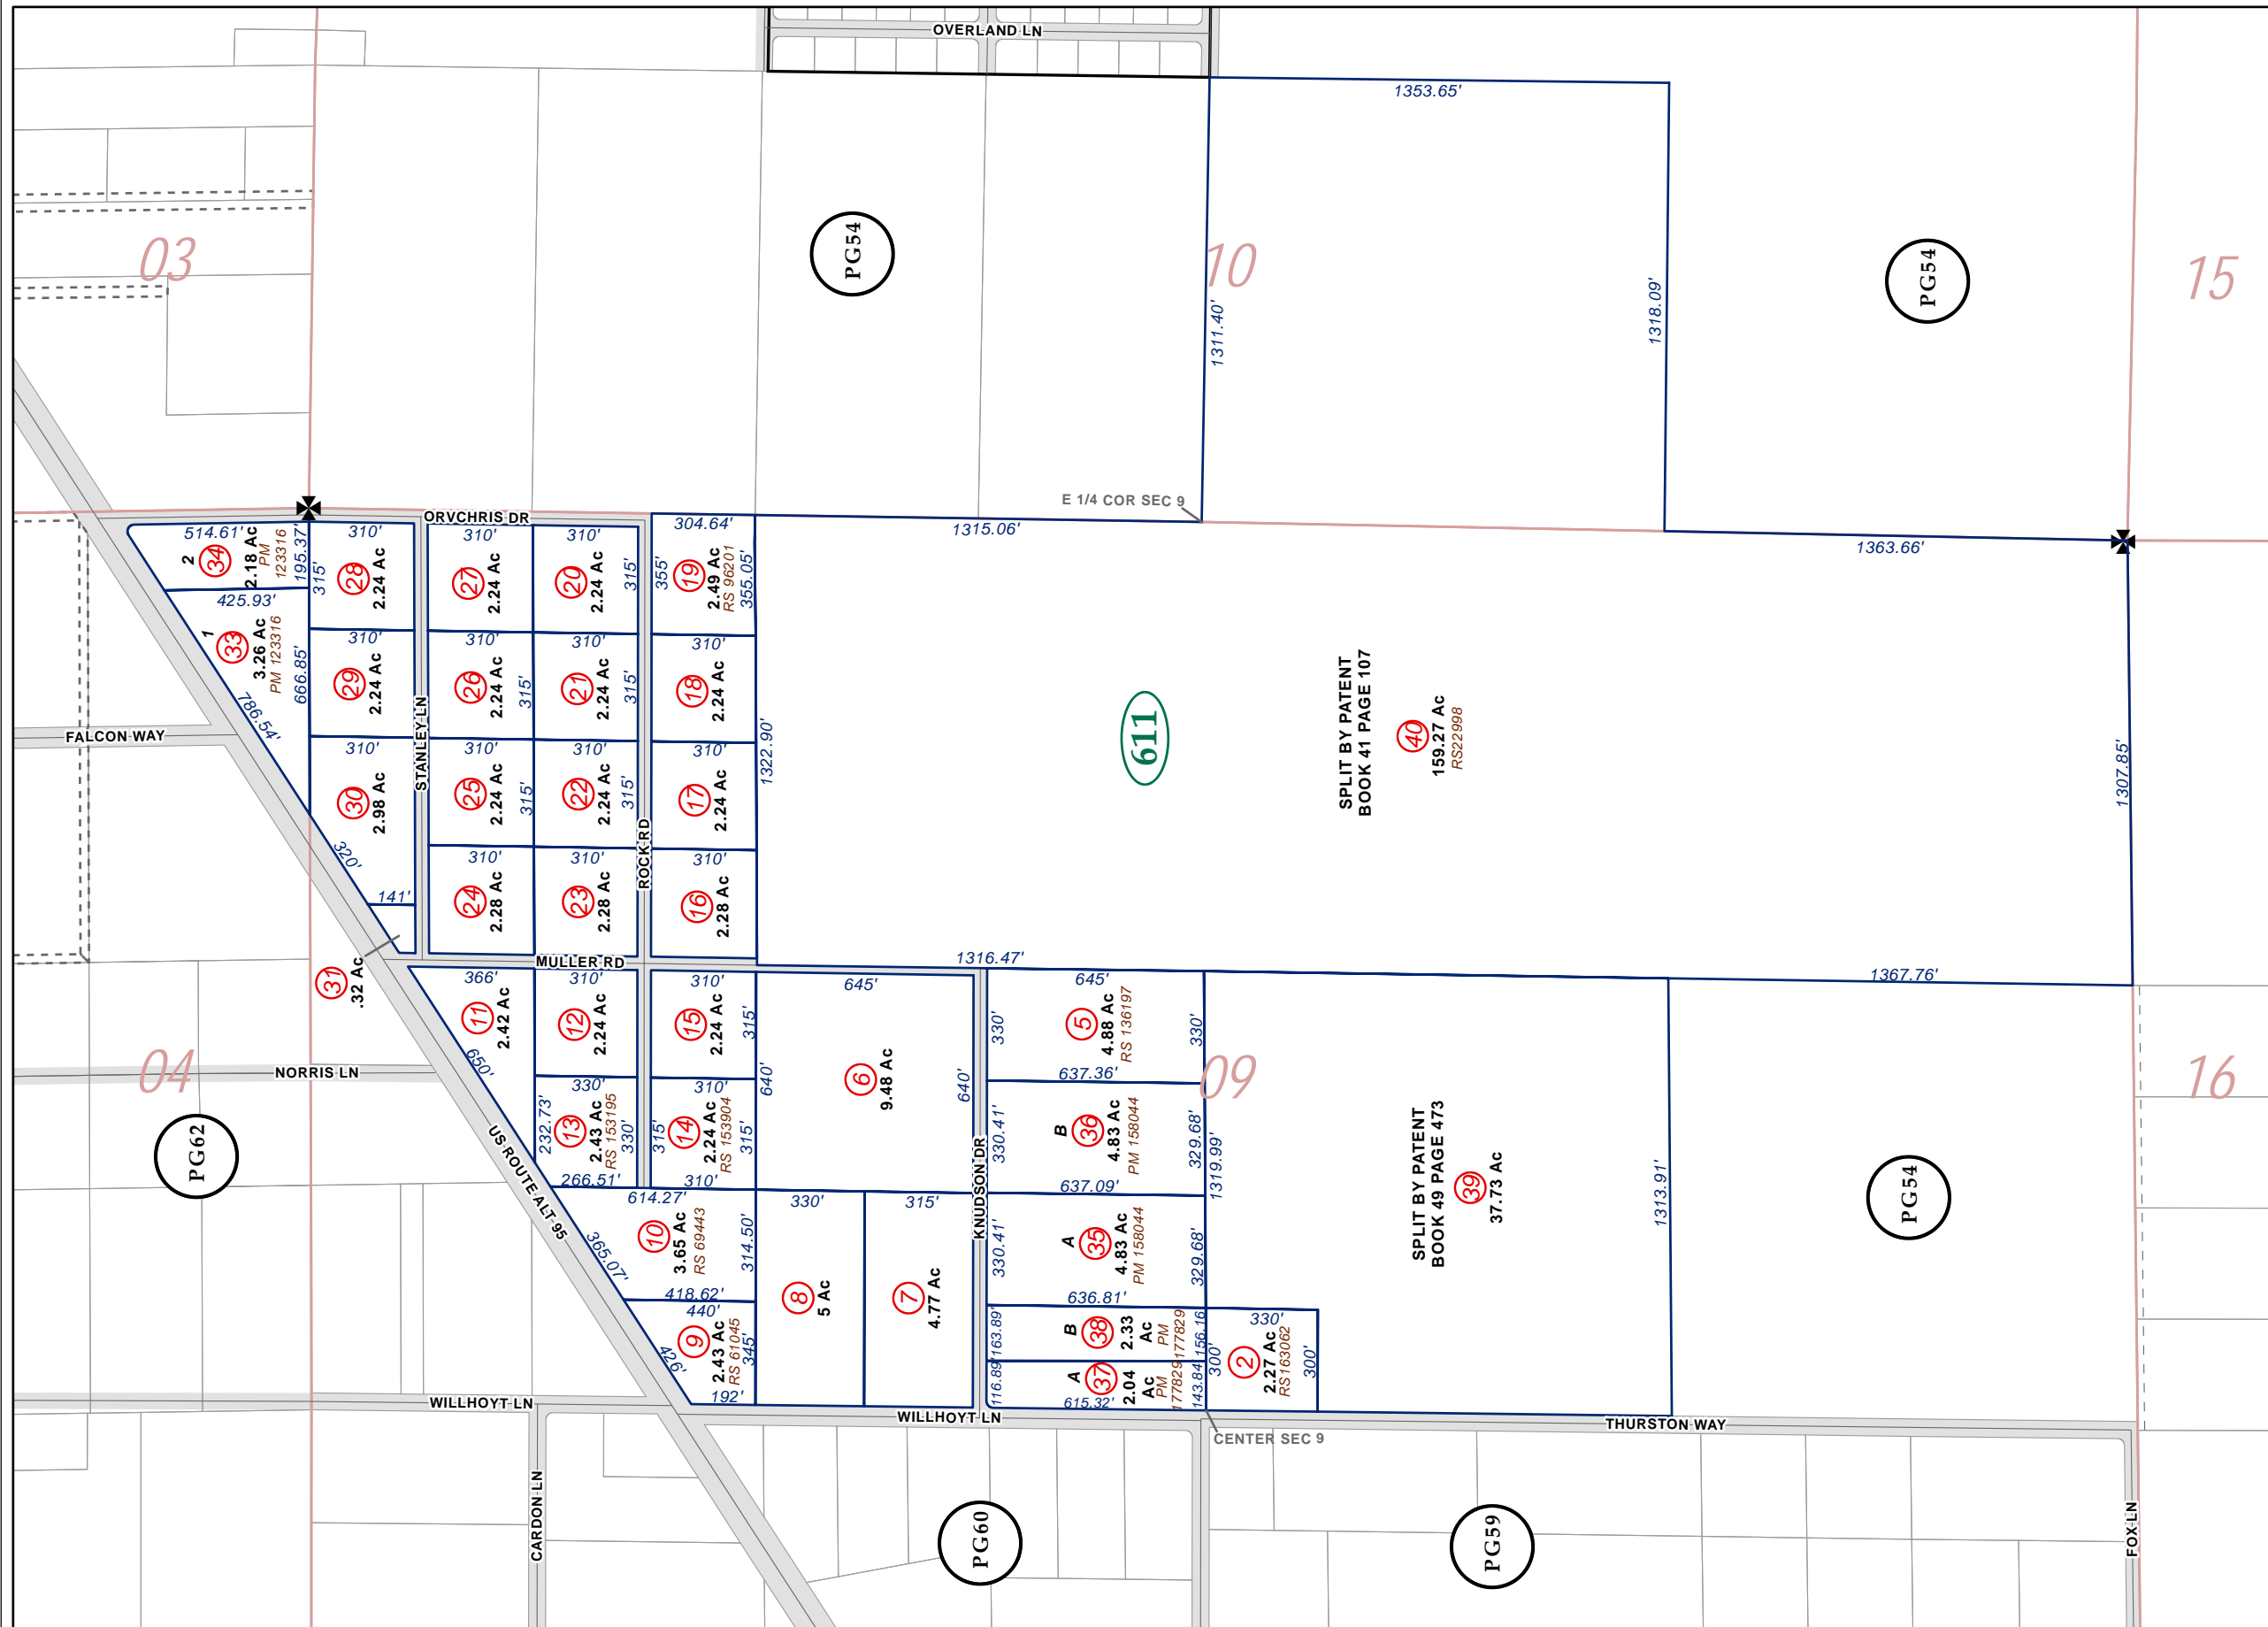 OVERLAND LN
1353.65'
03
PG54
10
PG54
15
1311.40'
1318.09'
E 1/4 COR SEC 9
ORVCHRIS DR
304.64'
1315.06'
1363.66'
514.61'
2
34
2.18 Ac
PM
123316
195.37'
425.93'
1
33
3.26 Ac
PM 123316
666.85'
786.54'
310'
315'
28
2.24 Ac
310'
29
2.24 Ac
310'
30
2.98 Ac
320'
141'
31
.32 Ac
STANLEY LN
310'
27
2.24 Ac
310'
26
2.24 Ac
315'
310'
25
2.24 Ac
315'
310'
24
2.28 Ac
310'
20
2.24 Ac
315'
310'
21
2.24 Ac
315'
310'
22
2.24 Ac
315'
310'
23
2.28 Ac
ROCK RD
355'
19
2.49 Ac
RS 96201
355.05'
310'
18
2.24 Ac
310'
17
2.24 Ac
310'
16
2.28 Ac
1322.90'
611
SPLIT BY PATENT
BOOK 41 PAGE 107
40
159.27 Ac
RS22998
1307.85'
FALCON WAY
MULLER RD
1316.47'
1367.76'
366'
11
2.42 Ac
650'
310'
12
2.24 Ac
330'
232.73'
13
2.43 Ac
RS 153195
330'
266.51'
310'
15
2.24 Ac
315'
310'
315'
14
2.24 Ac
RS 153904
315'
310'
645'
640'
6
9.48 Ac
640'
KNUDSON DR
645'
330'
5
4.88 Ac
RS 136197
330'
637.36'
330.41'
B
36
4.83 Ac
PM 158044
329.68'
637.09'
330.41'
A
35
4.83 Ac
PM 158044
329.68'
636.81'
163.89'
B
38
2.33
Ac
PM
177829
156.16'
116.89'
A
37
2.04
Ac
PM
177829
143.84'
615.32'
09
1319.99'
SPLIT BY PATENT
BOOK 49 PAGE 473
39
37.73 Ac
1313.91'
330'
300'
2
2.27 Ac
RS163062
300'
PG54
16
04
NORRIS LN
PG62
US ROUTE ALT 95
614.27'
10
3.65 Ac
RS 69443
314.50'
365.07'
418.62'
440'
9
2.43 Ac
RS 61045
345'
426'
192'
330'
8
5 Ac
315'
7
4.77 Ac
WILLHOYT LN
WILLHOYT LN
THURSTON WAY
CENTER SEC 9
CARDON LN
PG60
PG59
FOX LN